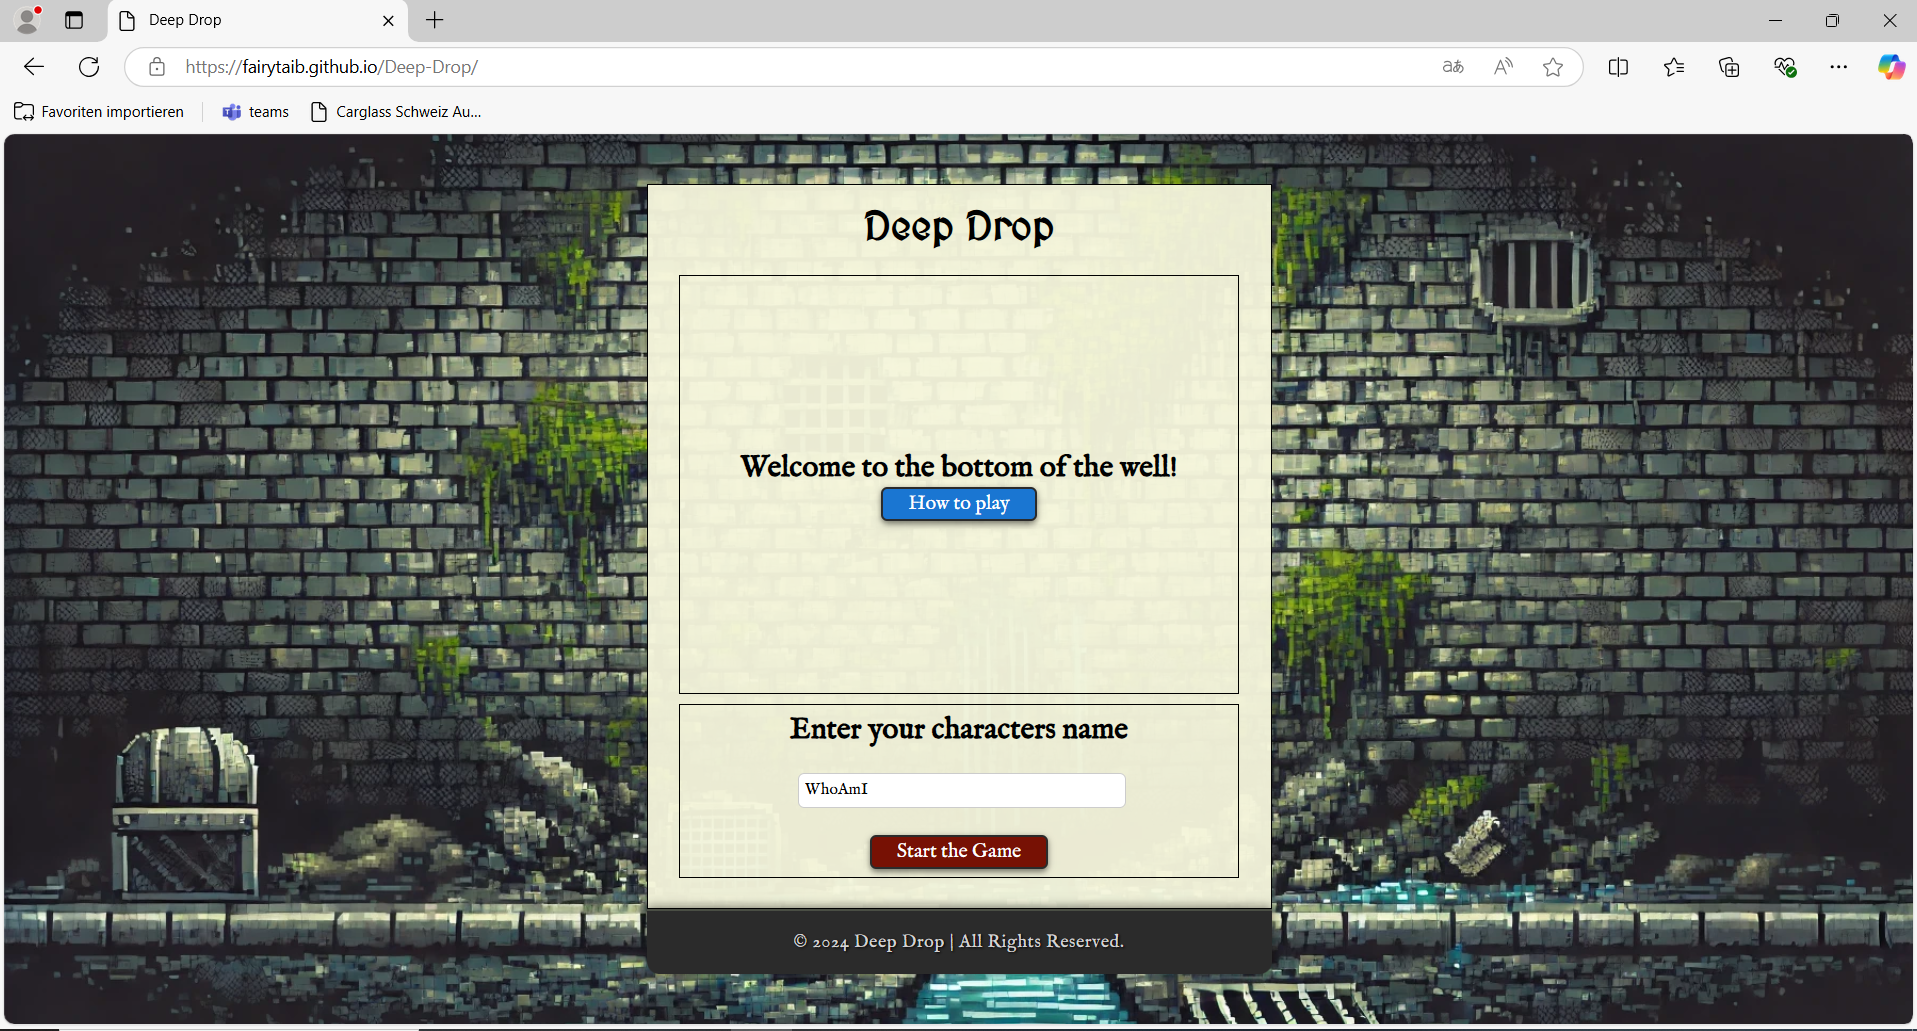 Deep Drop
https://fairytaib.github.io/Deep-Drop/
aあ
A
Favoriten importieren
teams
Carglass Schweiz Au...
Deep Drop
Welcome to the bottom of the well!
How to play
Enter your characters name
WhoAmI
Start the Game
© 2024 Deep Drop | All Rights Reserved.